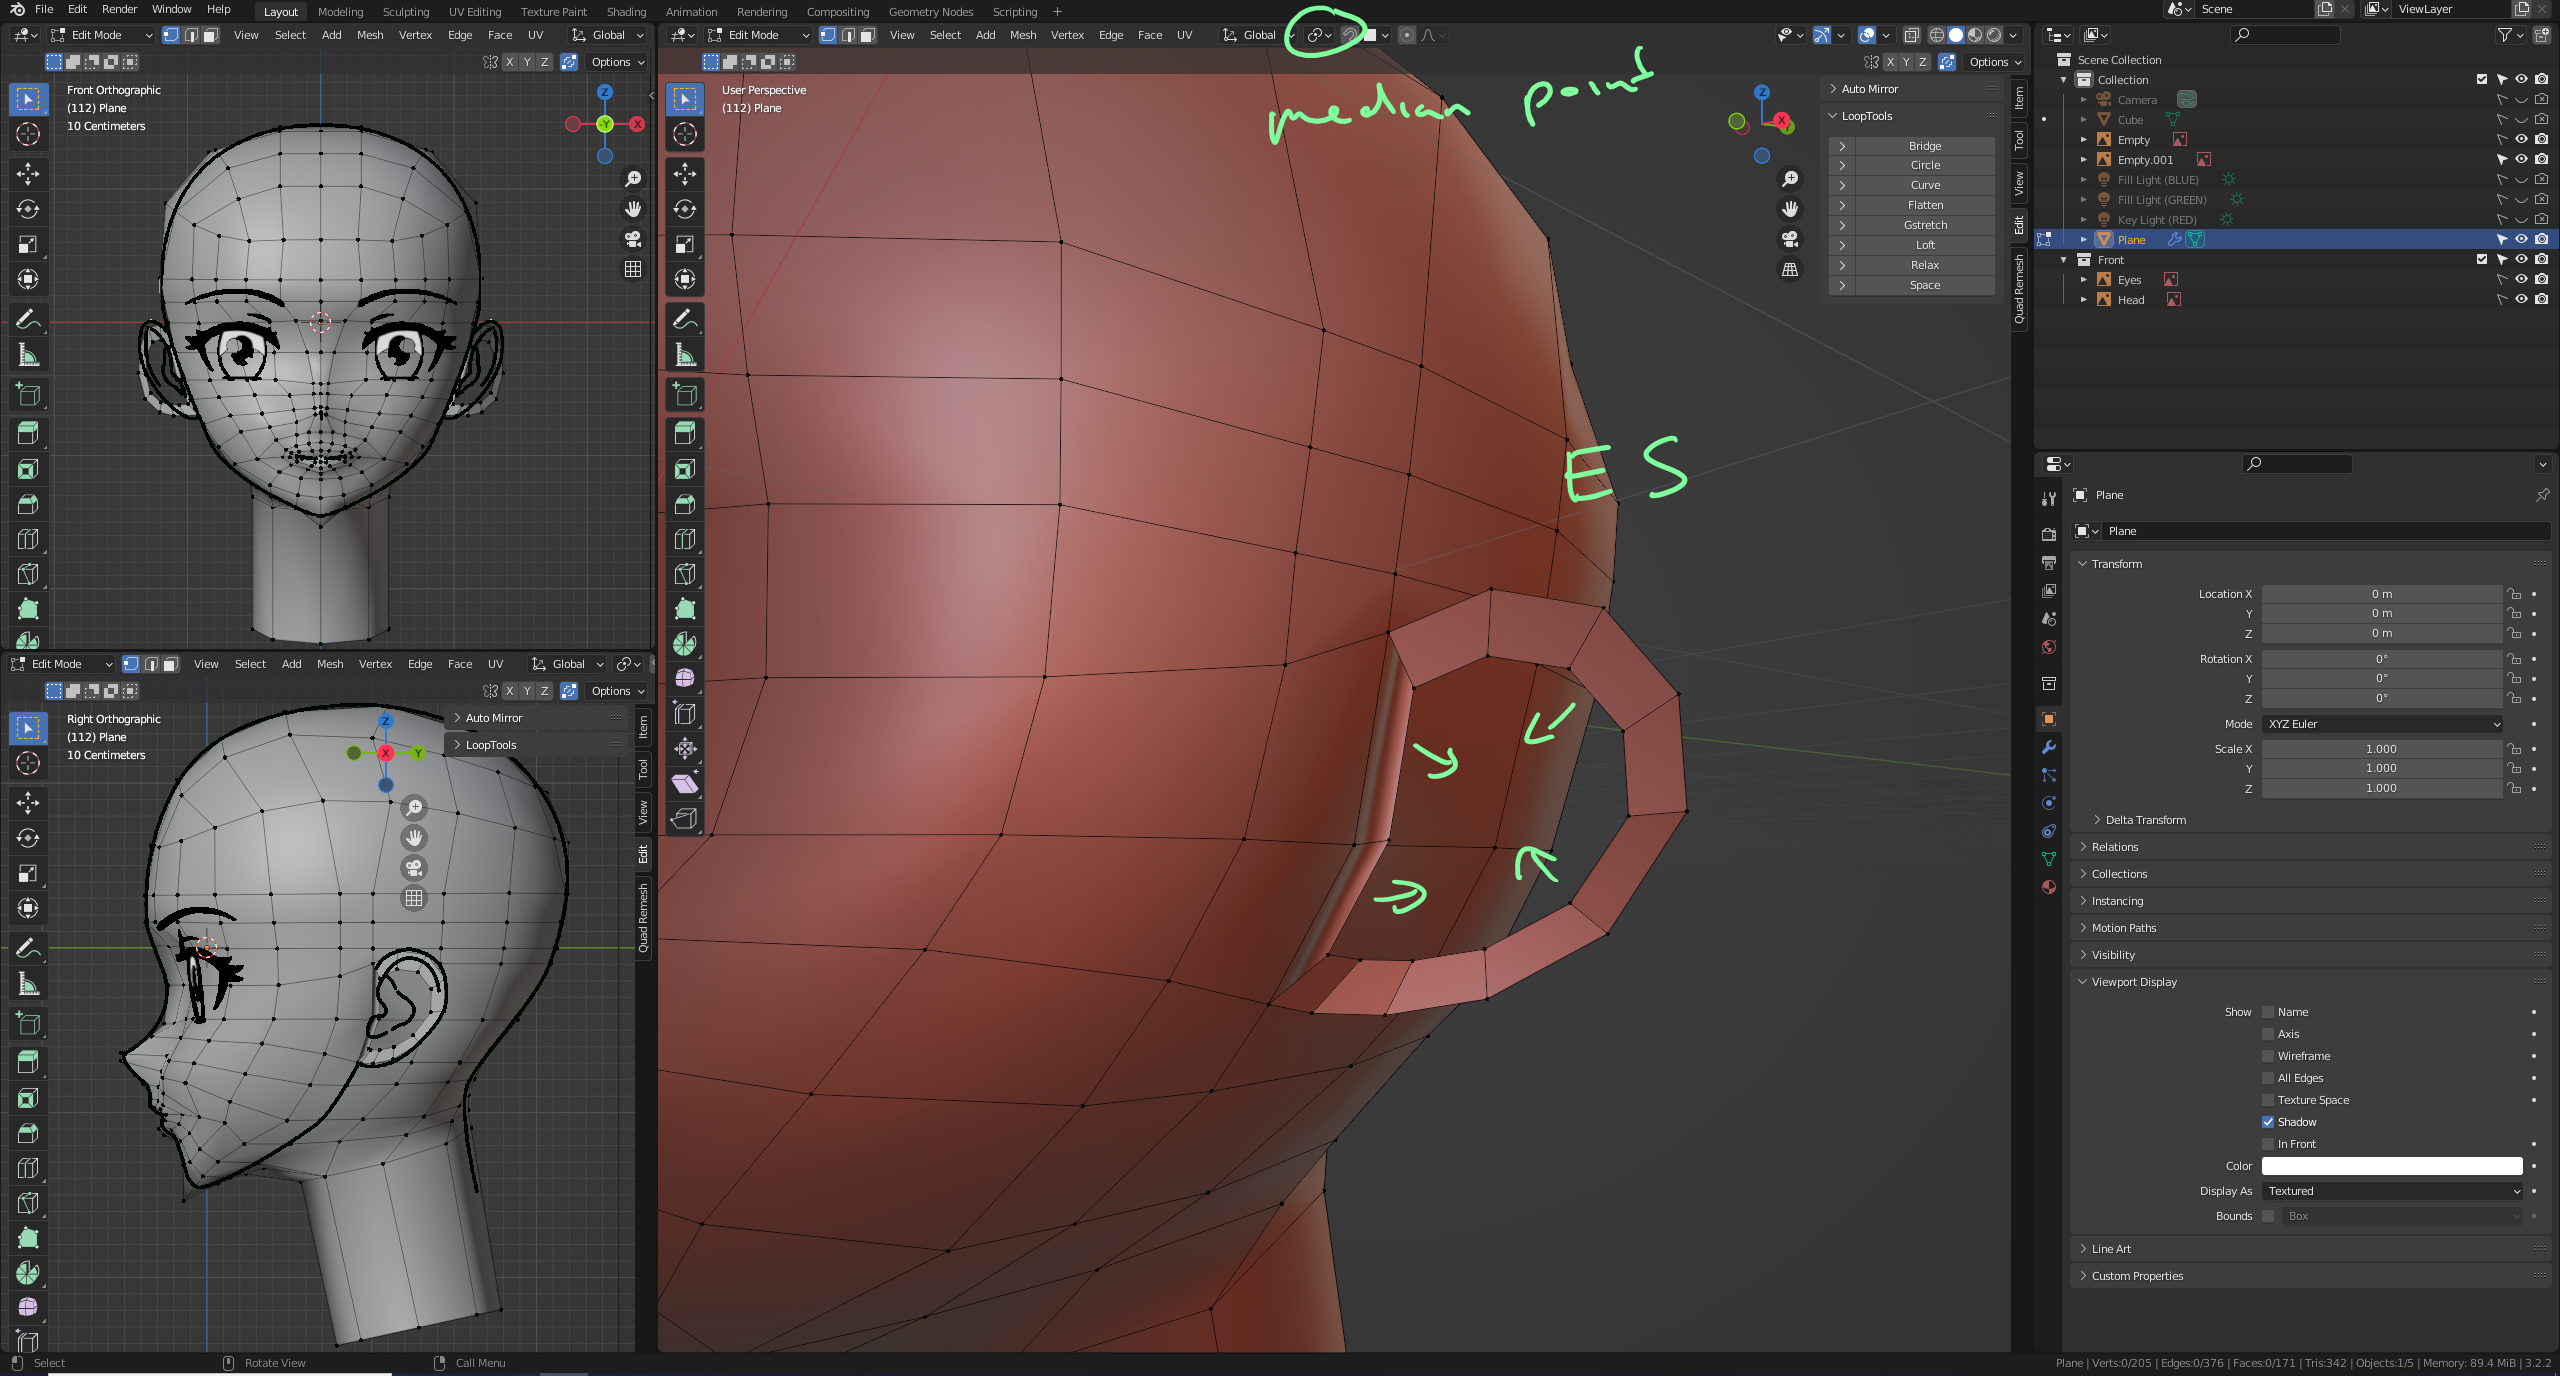 File Edit Render Window Help Layout Modeling Sculpting UV Editing Texture Paint Shading Animation Rendering Compositing Geometry Nodes Scripting + Scene ViewLayer
Edit Mode View Select Add Mesh Vertex Edge Face UV Global
X Y Z Options
Front Orthographic
(112) Plane
10 Centimeters
Z
Y
X
Edit Mode View Select Add Mesh Vertex Edge Face UV Global
X Y Z Options
Right Orthographic
(112) Plane
10 Centimeters
Z
X
Y
Auto Mirror
LoopTools
Item
Tool
View
Edit
Quad Remesh
Edit Mode View Select Add Mesh Vertex Edge Face UV Global
X Y Z Options
User Perspective
(112) Plane
median point
E S
Z
X
Auto Mirror
LoopTools
Bridge
Circle
Curve
Flatten
Gstretch
Loft
Relax
Space
Item
Tool
View
Edit
Quad Remesh
Scene Collection
Collection
Camera
Cube
Empty
Empty.001
Fill Light (BLUE)
Fill Light (GREEN)
Key Light (RED)
Plane
Front
Eyes
Head
Plane
Plane
Transform
Location X 0 m
Y 0 m
Z 0 m
Rotation X 0°
Y 0°
Z 0°
Mode XYZ Euler
Scale X 1.000
Y 1.000
Z 1.000
Delta Transform
Relations
Collections
Instancing
Motion Paths
Visibility
Viewport Display
Show Name
Axis
Wireframe
All Edges
Texture Space
Shadow
In Front
Color
Display As Textured
Bounds Box
Line Art
Custom Properties
Select Rotate View Call Menu
Plane | Verts:0/205 | Edges:0/376 | Faces:0/171 | Tris:342 | Objects:1/5 | Memory: 89.4 MiB | 3.2.2